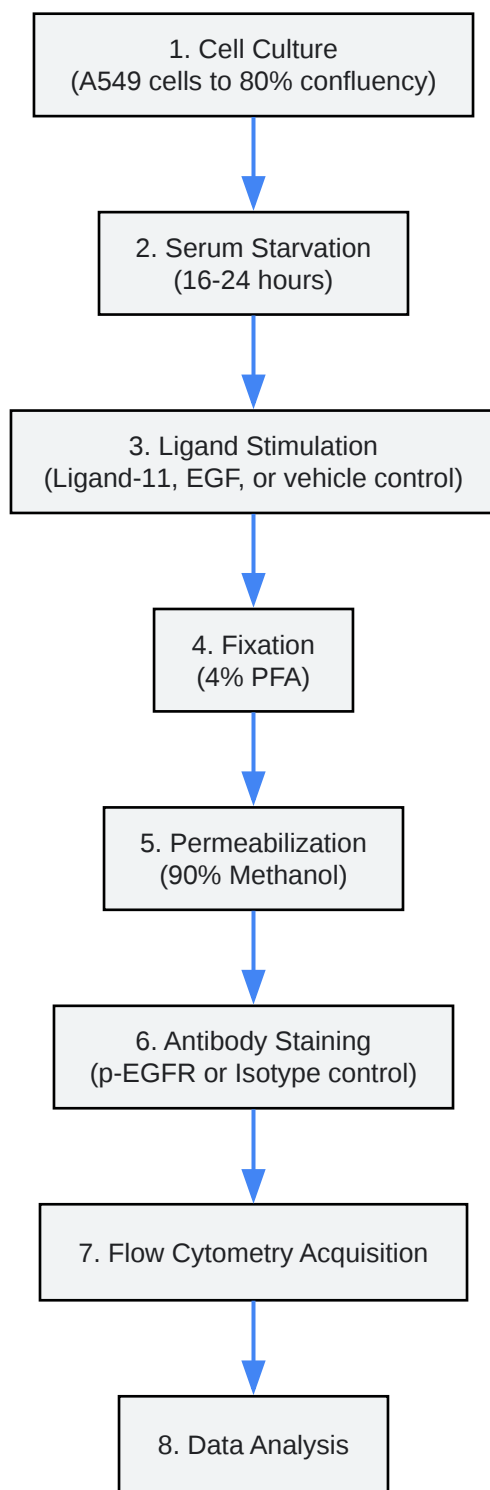 1. Cell Culture
(A549 cells to 80% confluency)
2. Serum Starvation
(16-24 hours)
3. Ligand Stimulation
(Ligand-11, EGF, or vehicle control)
4. Fixation
(4% PFA)
5. Permeabilization
(90% Methanol)
6. Antibody Staining
(p-EGFR or Isotype control)
7. Flow Cytometry Acquisition
8. Data Analysis